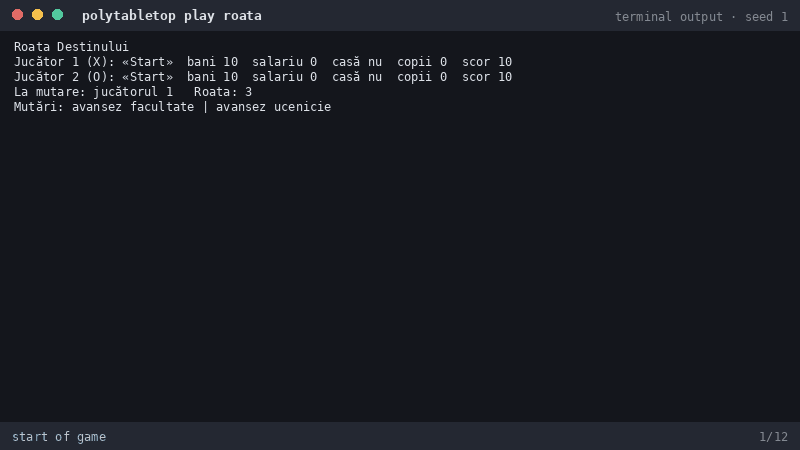 polytabletop play roata
terminal output · seed 1
Roata Destinului
Jucător 1 (X): «Start»  bani 10  salariu 0  casă nu  copii 0  scor 10
Jucător 2 (O): «Start»  bani 10  salariu 0  casă nu  copii 0  scor 10
La mutare: jucătorul 1   Roata: 3
Mutări: avansez facultate | avansez ucenicie
start of game
1/12